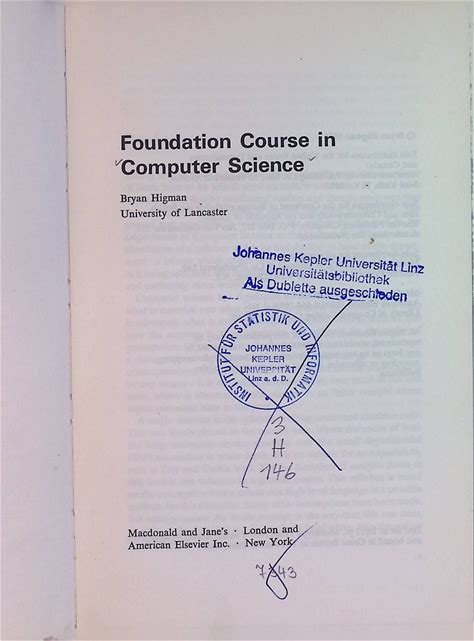 Foundation Course in
Computer Science
Bryan Higman
University of Lancaster
Johannes Kepler Universität Linz
Universitätsbibliothek
Als Dublette ausgeschieden
INSTITUT FÜR STATISTIK UND INFORMATIK
JOHANNES
KEPLER
UNIVERSITÄT
Linz a. d. D.
3
H
146
Macdonald and Jane's · London and
American Elsevier Inc. · New York